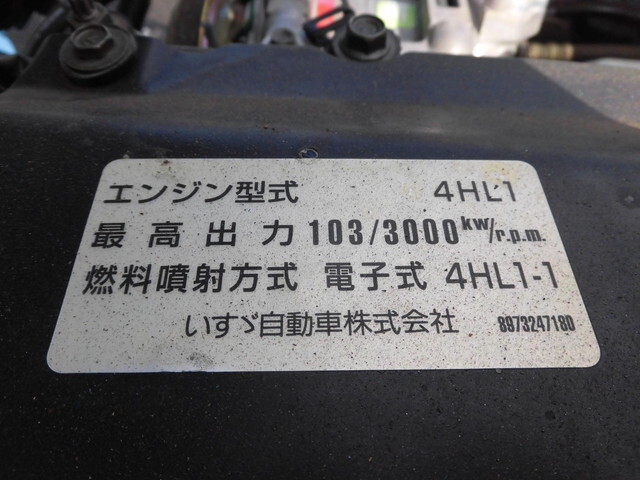 エンジン型式 4HL1
最高出力 103/3000kw/r.p.m.
燃料噴射方式 電子式 4HL1-1
いすゞ自動車株式会社 8973247180